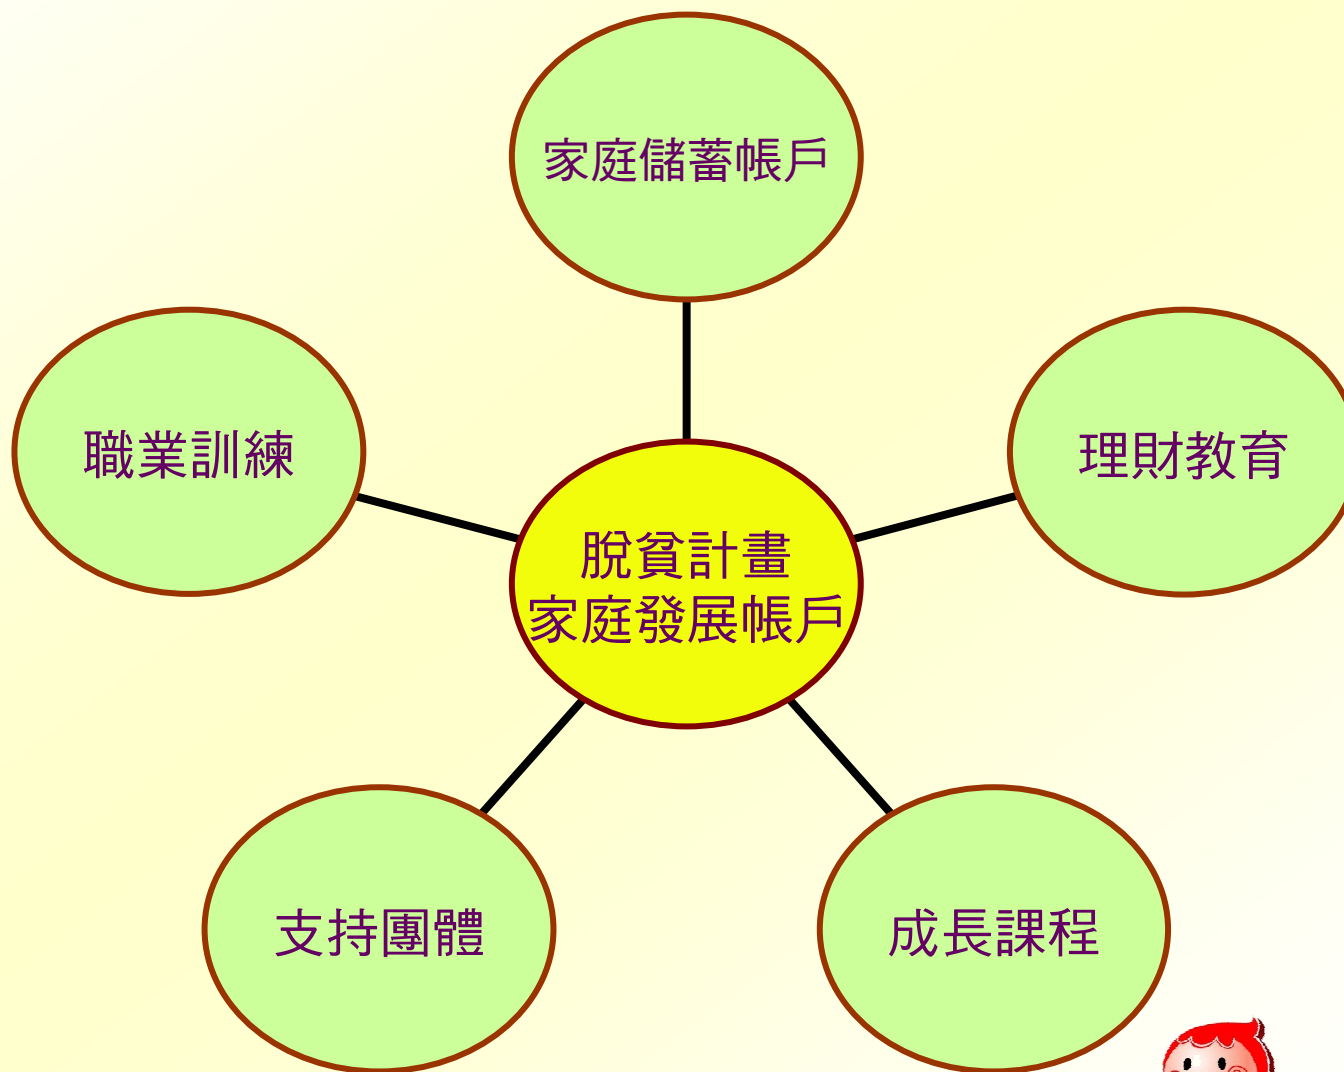 家庭儲蓄帳戶
職業訓練
理財教育
脫貧計畫
家庭發展帳戶
支持團體
成長課程